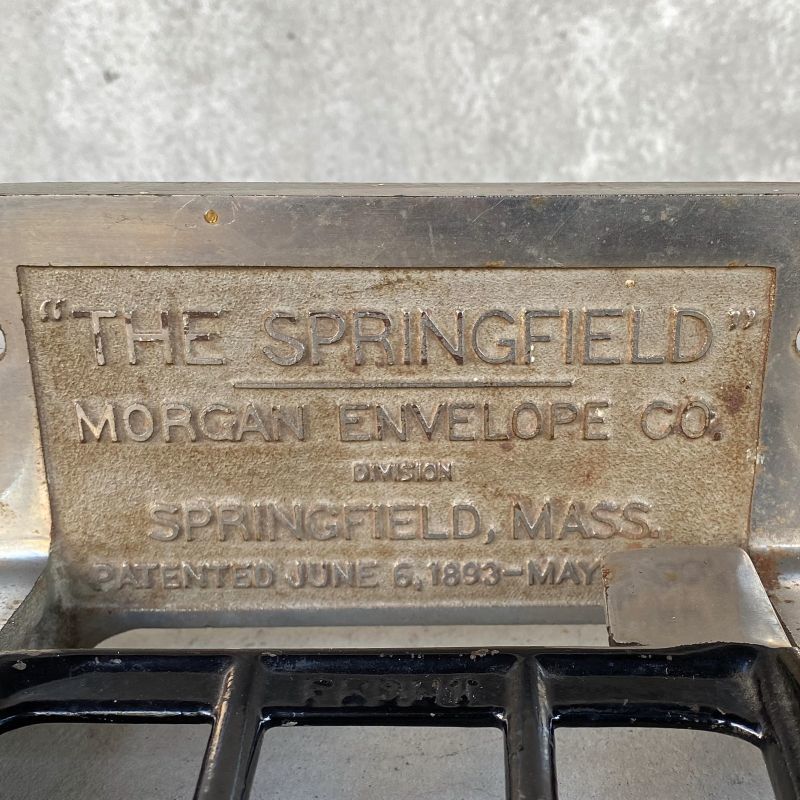 "THE SPRINGFIELD"
MORGAN ENVELOPE CO.
DIVISION
SPRINGFIELD, MASS.
PATENTED JUNE 6, 1893-MAY